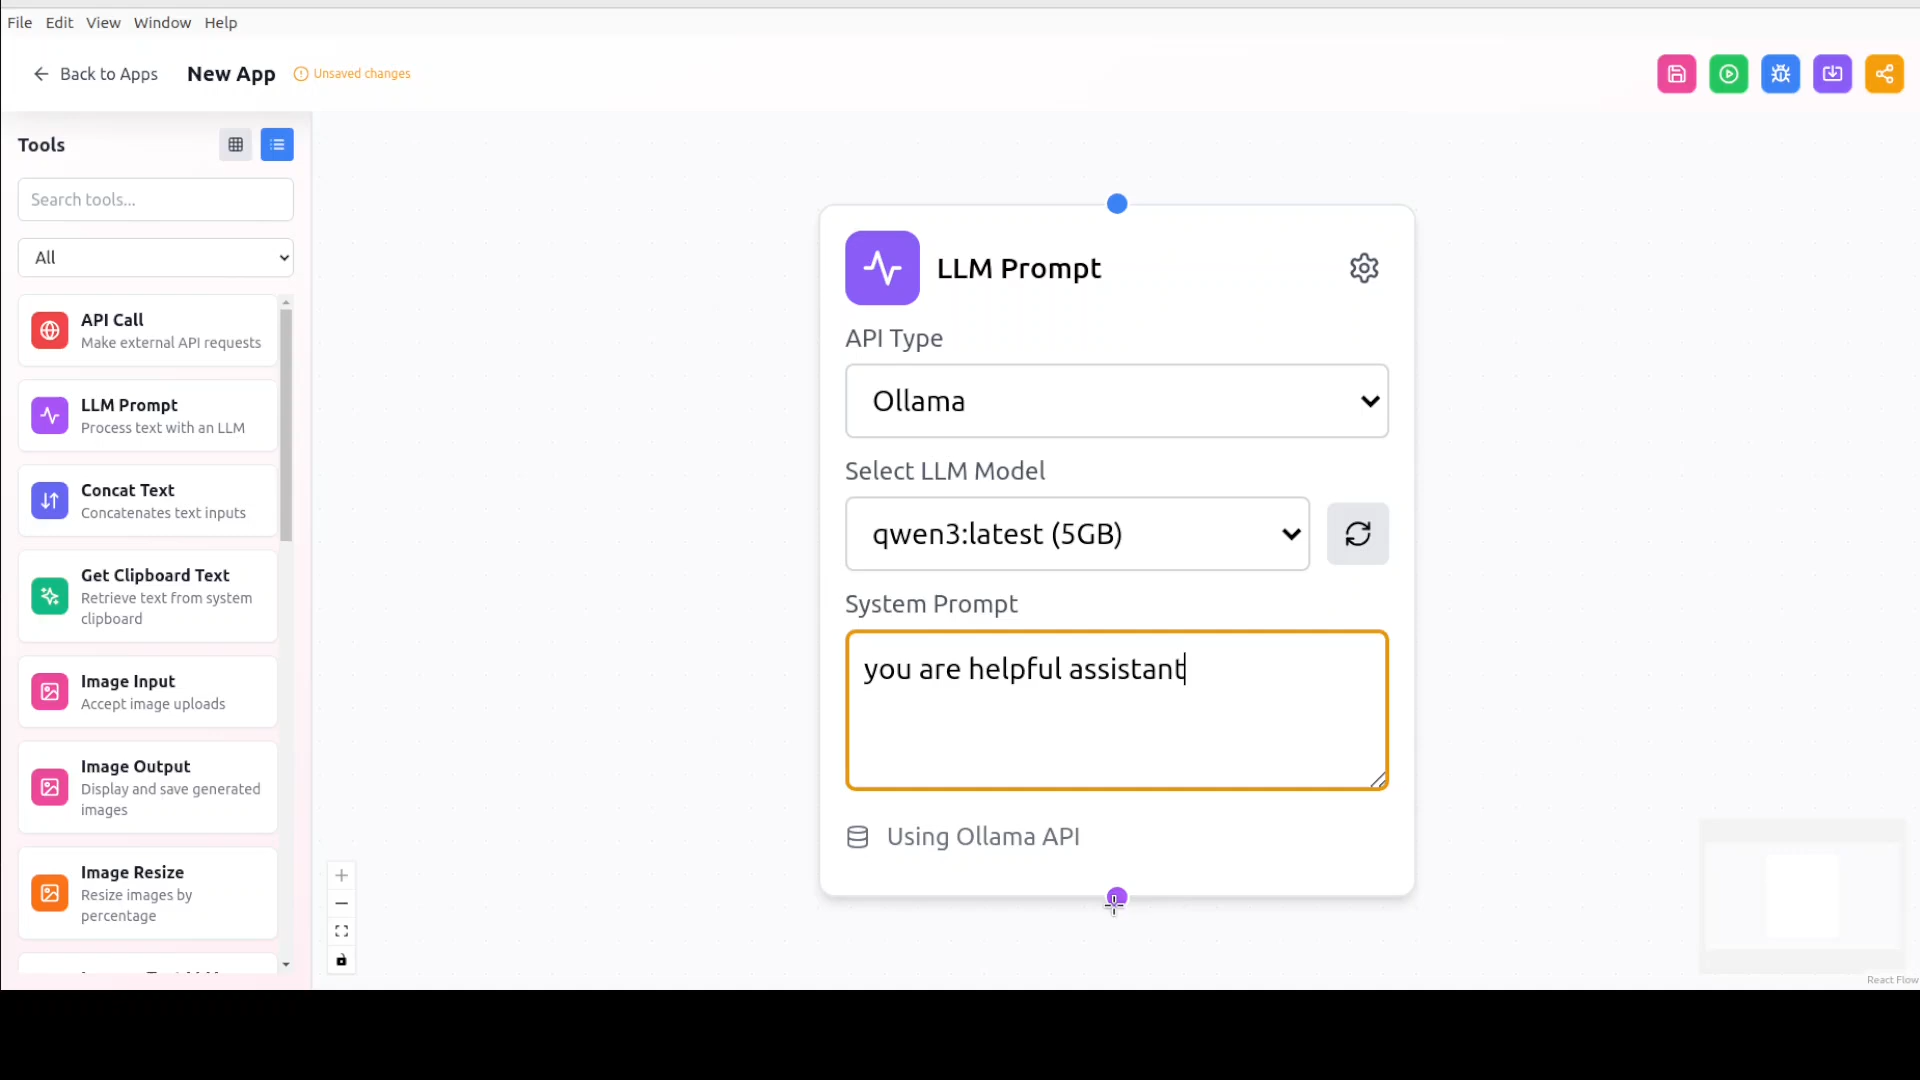 File Edit View Window Help
Back to Apps New App Unsaved changes
Tools
Search tools...
All
API Call
Make external API requests
LLM Prompt
Process text with an LLM
Concat Text
Concatenates text inputs
Get Clipboard Text
Retrieve text from system
clipboard
Image Input
Accept image uploads
Image Output
Display and save generated
images
Image Resize
Resize images by
percentage
LLM Prompt
API Type
Ollama
Select LLM Model
qwen3:latest (5GB)
System Prompt
you are helpful assistant
Using Ollama API
React Flow